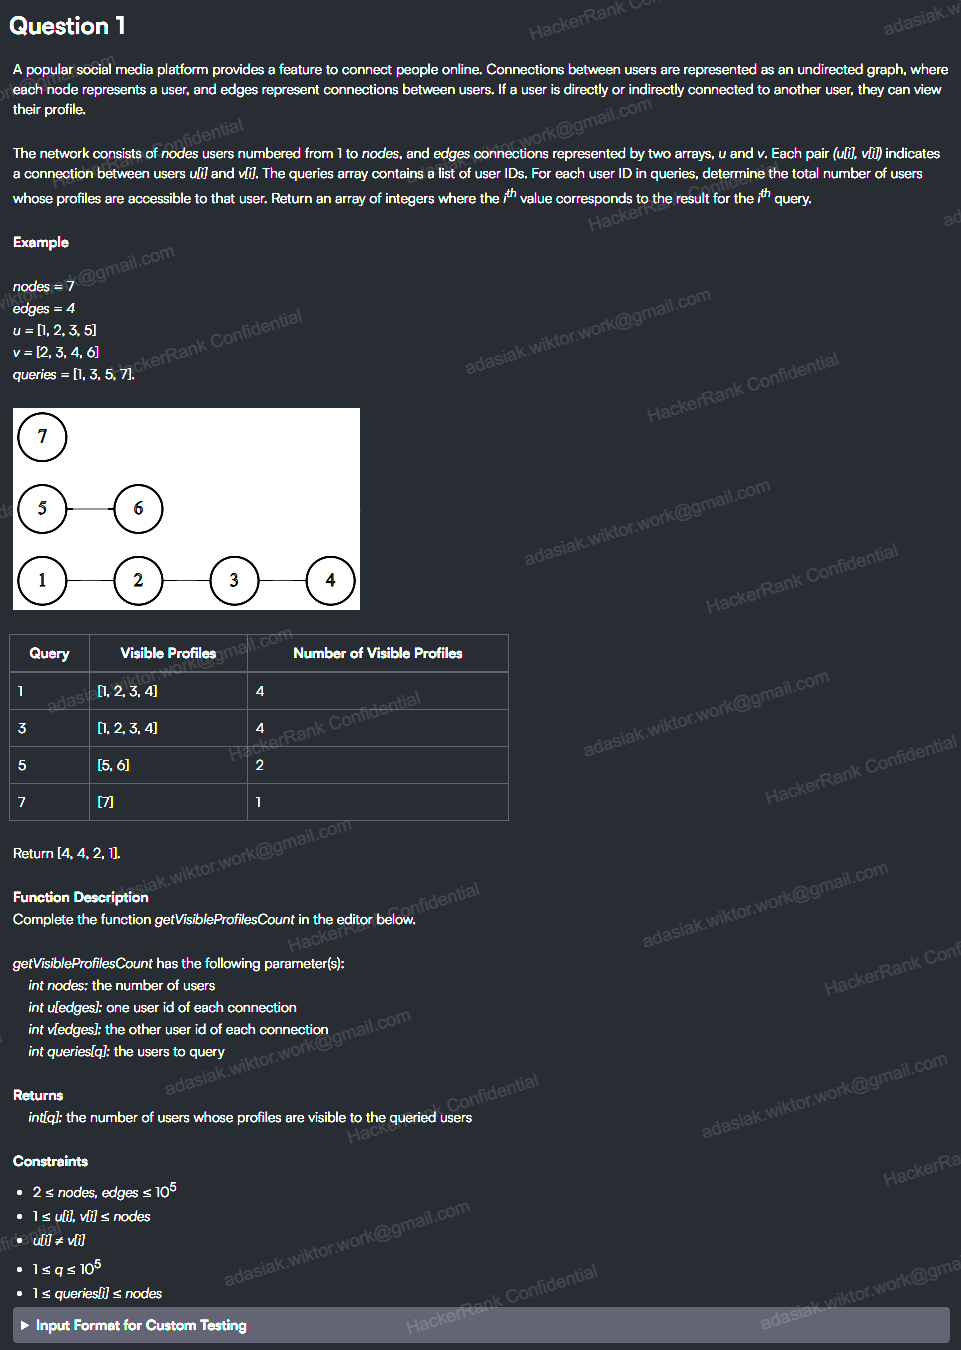 Question 1
A popular social media platform provides a feature to connect people online. Connections between users are represented as an undirected graph, where
each node represents a user, and edges represent connections between users. If a user is directly or indirectly connected to another user, they can view
their profile.
The network consists of nodes users numbered from 1 to nodes, and edges connections represented by two arrays, u and v. Each pair (u[i], v[i]) indicates
a connection between users u[i] and v[i]. The queries array contains a list of user IDs. For each user ID in queries, determine the total number of users
whose profiles are accessible to that user. Return an array of integers where the ith value corresponds to the result for the ith query.
Example
nodes = 7
edges = 4
u = [1, 2, 3, 5]
v = [2, 3, 4, 6]
queries = [1, 3, 5, 7].
7
5 6
1 2 3 4
Query Visible Profiles Number of Visible Profiles
1 [1, 2, 3, 4] 4
3 [1, 2, 3, 4] 4
5 [5, 6] 2
7 [7] 1
Return [4, 4, 2, 1].
Function Description
Complete the function getVisibleProfilesCount in the editor below.
getVisibleProfilesCount has the following parameter(s):
int nodes: the number of users
int u[edges]: one user id of each connection
int v[edges]: the other user id of each connection
int queries[q]: the users to query
Returns
int[q]: the number of users whose profiles are visible to the queried users
Constraints
• 2 ≤ nodes, edges ≤ 10^5
• 1 ≤ u[i], v[i] ≤ nodes
• u[i] ≠ v[i]
• 1 ≤ q ≤ 10^5
• 1 ≤ queries[i] ≤ nodes
▶ Input Format for Custom Testing
HackerRank Confidential
adasiak.wiktor.work@gmail.com